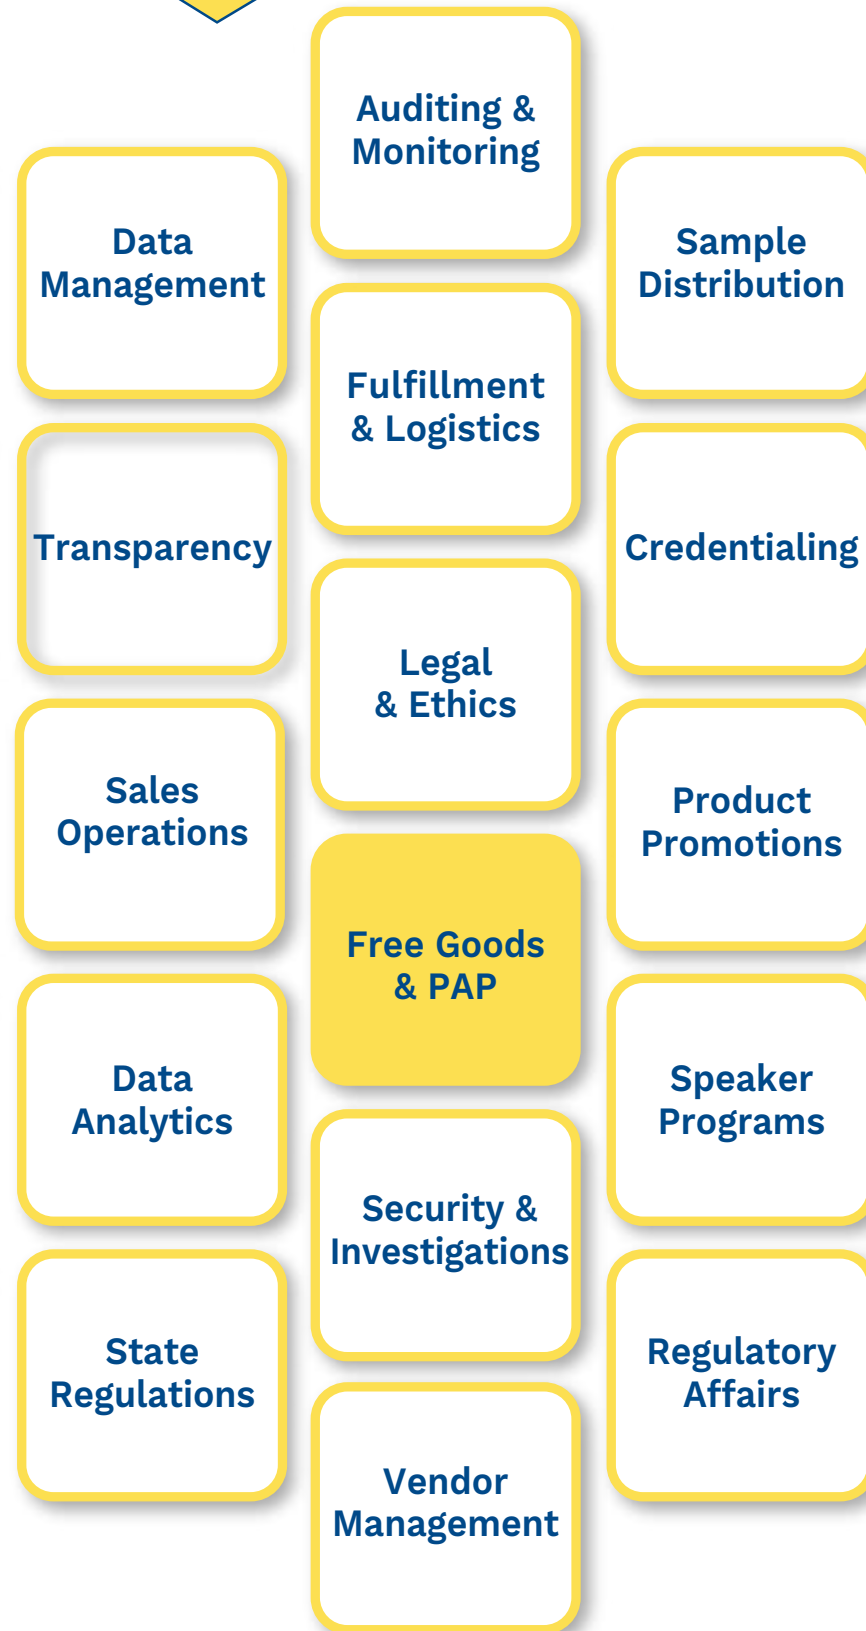 Auditing &
Monitoring
Data
Management
Sample
Distribution
Fulfillment
& Logistics
Transparency
Credentialing
Legal
& Ethics
Sales
Operations
Product
Promotions
Free Goods
& PAP
Data
Analytics
Speaker
Programs
Security &
Investigations
State
Regulations
Regulatory
Affairs
Vendor
Management